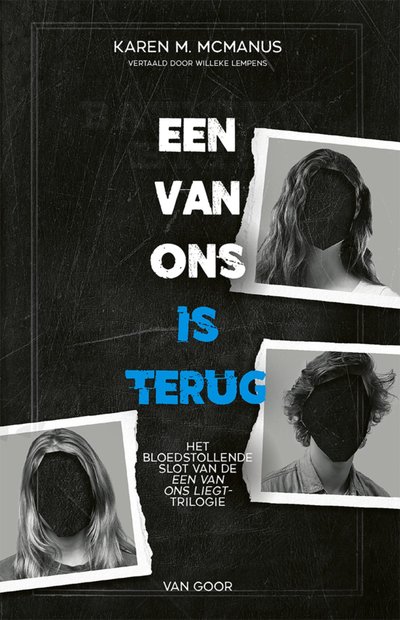 KAREN M. MCMANUS
VERTAALD DOOR WILLEKE LEMPENS
EEN
VAN
ONS
IS
TERUG
HET
BLOEDSTOLLENDE
SLOT VAN DE
EEN VAN
ONS LIEGT-
TRILOGIE
VAN GOOR